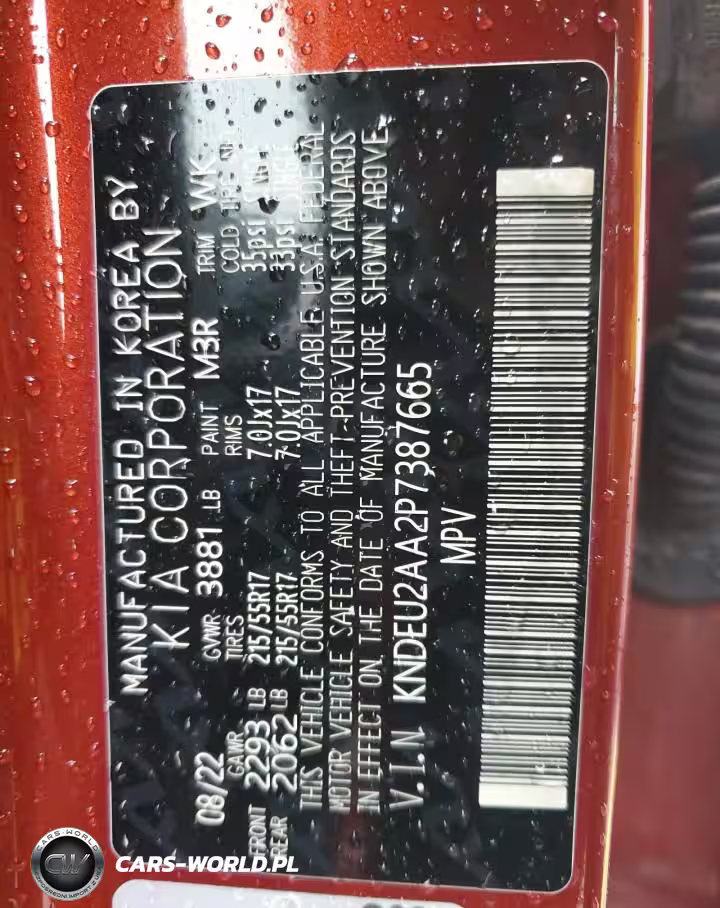 MANUFACTURED IN KOREA BY
KIA CORPORATION
08/22 GVWR 3881 LB PAINT M3R TRIM WK
GAWR TIRES RIMS COLD
FRONT 2293 LB 215/55R17 7.0Jx17 35psi
REAR 2062 LB 215/55R17 7.0Jx17 33psi
THIS VEHICLE CONFORMS TO ALL APPLICABLE U.S.A. FEDERAL
MOTOR VEHICLE SAFETY AND THEFT-PREVENTION STANDARDS
IN EFFECT ON THE DATE OF MANUFACTURE SHOWN ABOVE.
V.I.N KNDEU2AA2P7387665
MPV
CARS-WORLD
CW
CARS-WORLD.PL